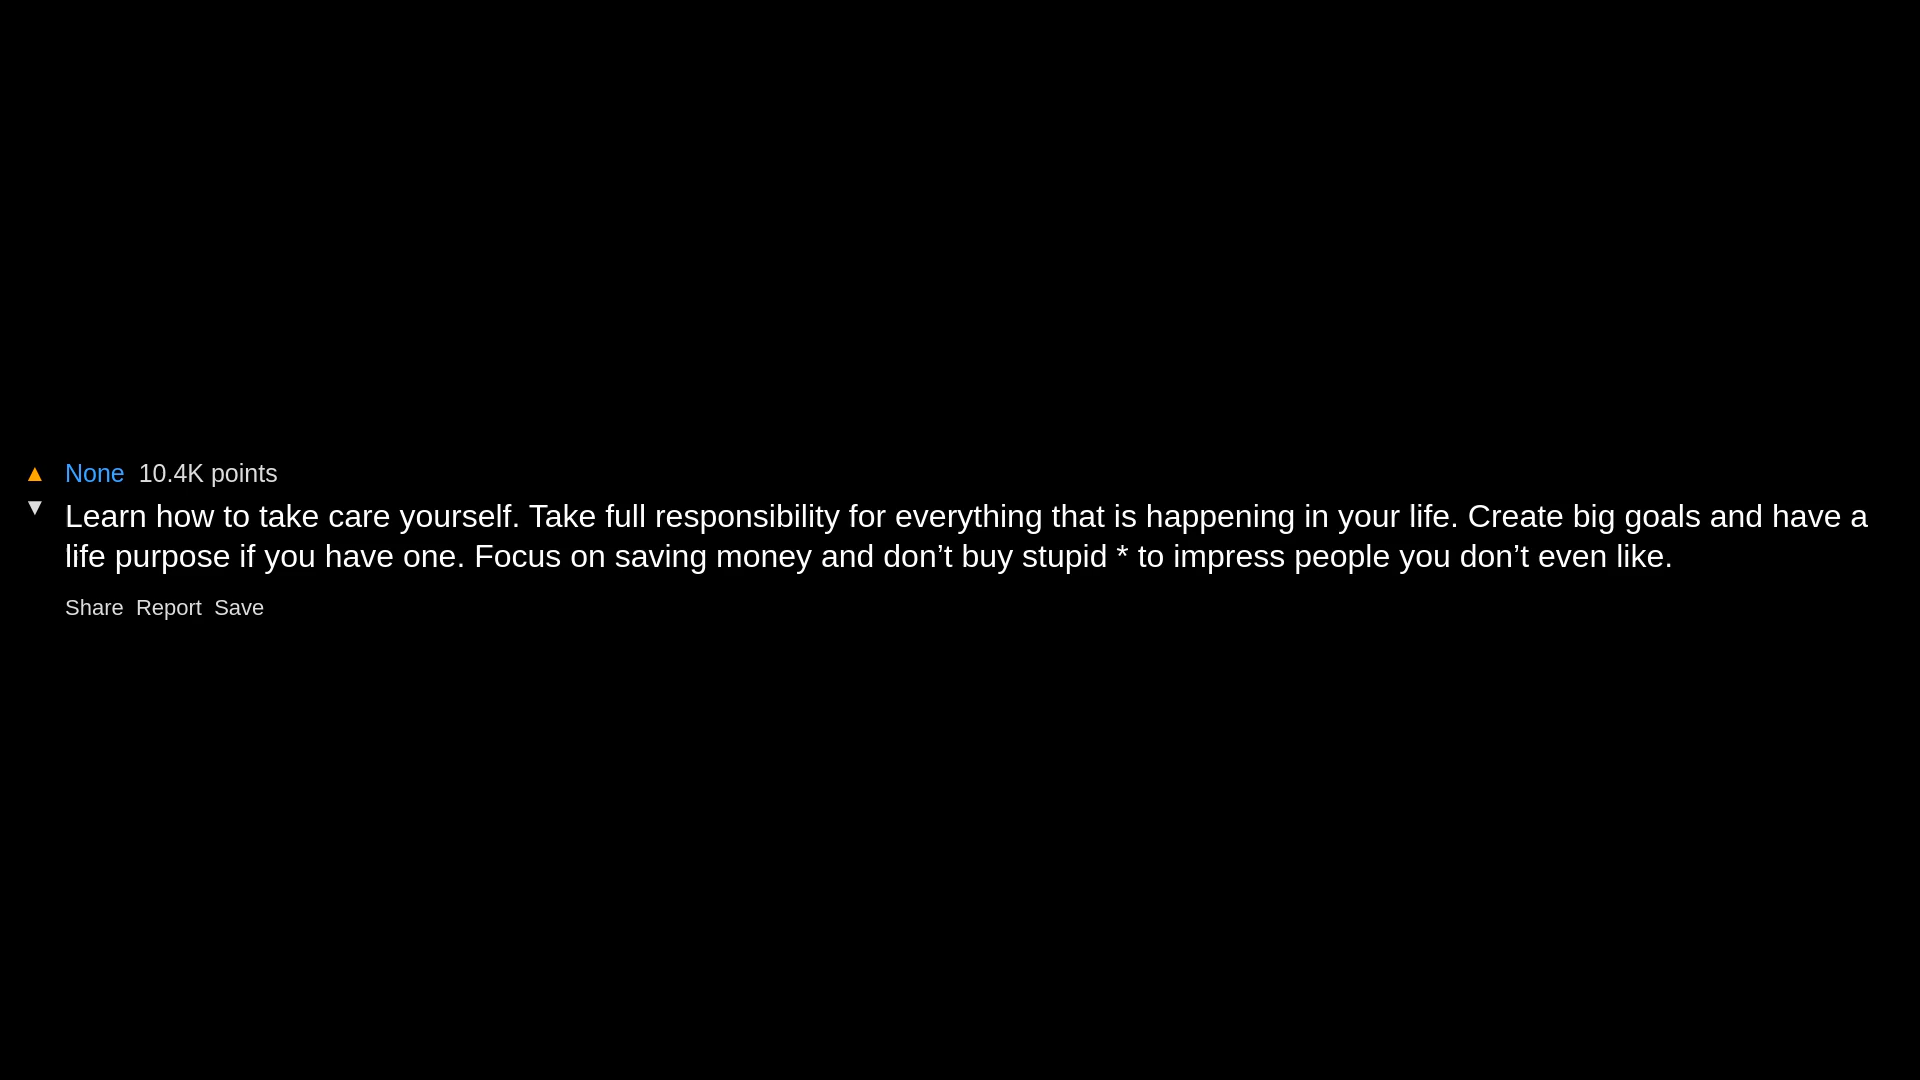 ▲ None 10.4K points
▼
Learn how to take care yourself. Take full responsibility for everything that is happening in your life. Create big goals and have a
life purpose if you have one. Focus on saving money and don’t buy stupid * to impress people you don’t even like.
Share Report Save